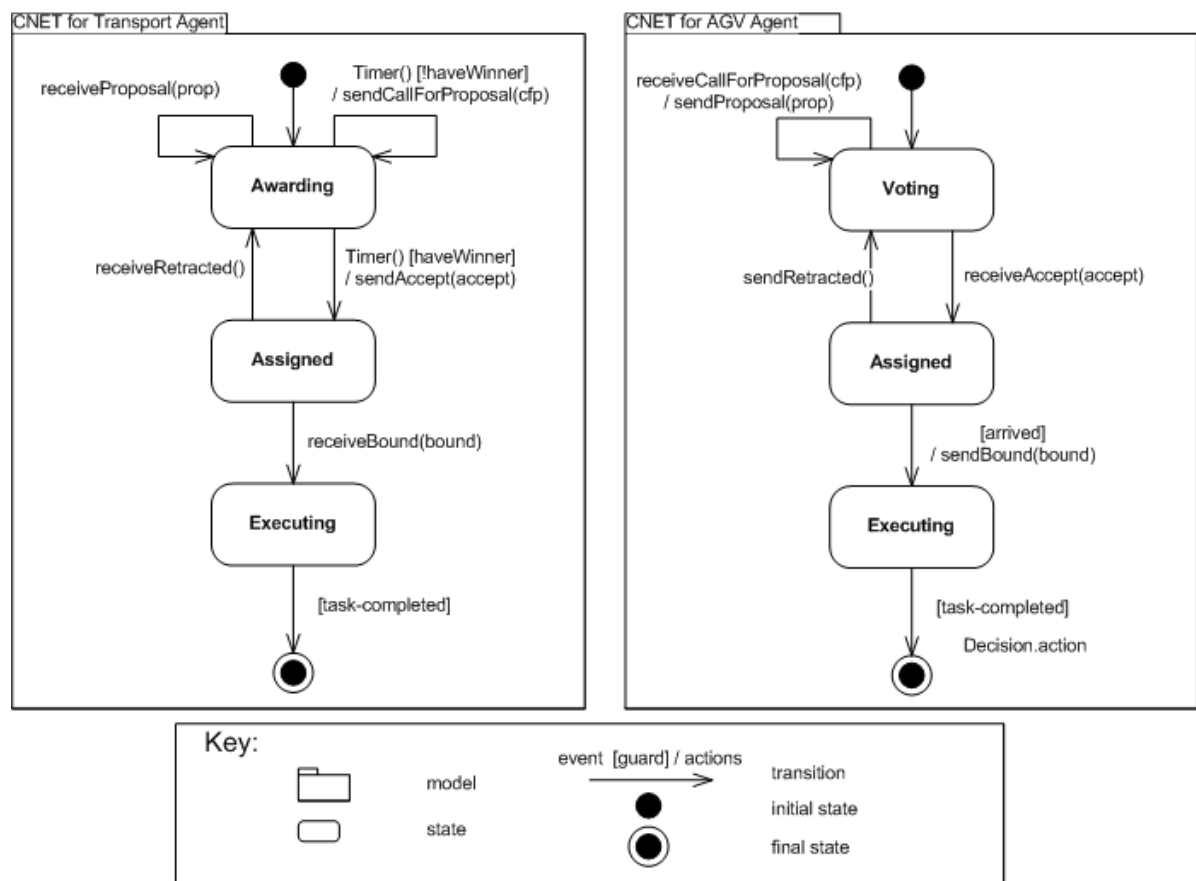 CNET for Transport Agent
receiveProposal(prop)
Timer() [!haveWinner]
/ sendCallForProposal(cfp)
Awarding
receiveRetracted()
Timer() [haveWinner]
/ sendAccept(accept)
Assigned
receiveBound(bound)
Executing
[task-completed]
CNET for AGV Agent
receiveCallForProposal(cfp)
/ sendProposal(prop)
Voting
sendRetracted()
receiveAccept(accept)
Assigned
[arrived]
/ sendBound(bound)
Executing
[task-completed]
Decision.action
Key:
model
state
event [guard] / actions
transition
initial state
final state